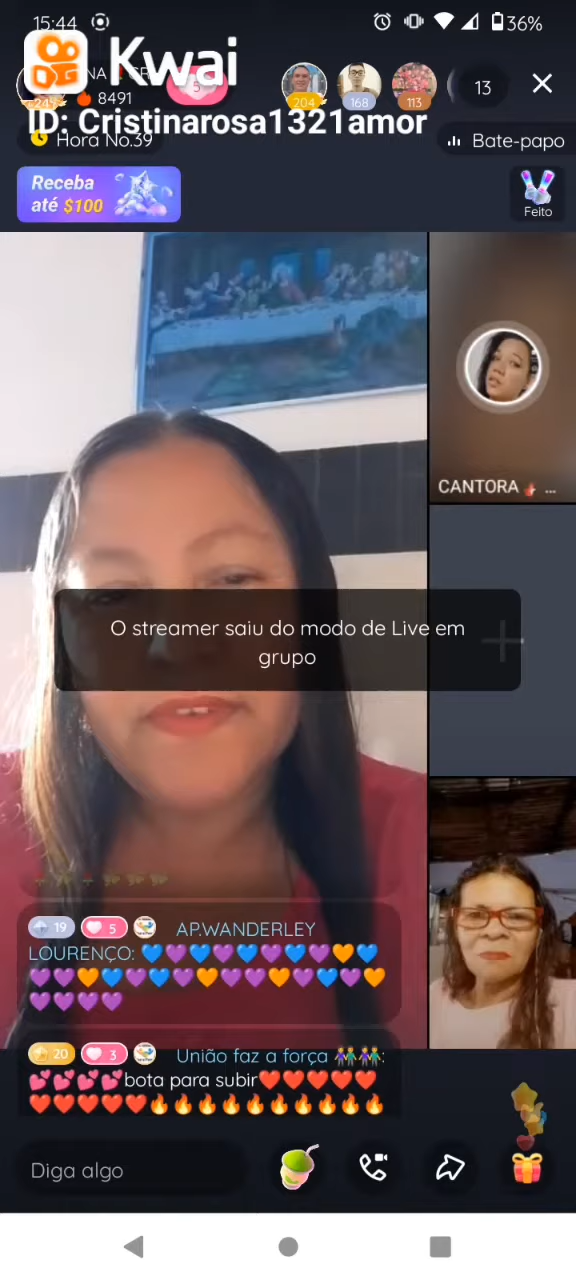 15:44
36%
Kwai
8491
5
204
168
113
13
ID: Cristinarosa1321amor
Hora No.39
Bate-papo
Receba
até $100
Feito
CANTORA ...
O streamer saiu do modo de Live em
grupo
19 5 AP.WANDERLEY
LOURENÇO: 💙💜💙💜💙💜💙💜🧡💙
💜💜🧡💙💜💙💜🧡💜💜🧡💜💙💜🧡
💜💜💜💜
20 3 União faz a força 👫👫:
💕💕💕💕bota para subir❤️❤️❤️❤️❤️
❤️❤️❤️❤️❤️🔥🔥🔥🔥🔥🔥🔥🔥🔥🔥
Diga algo